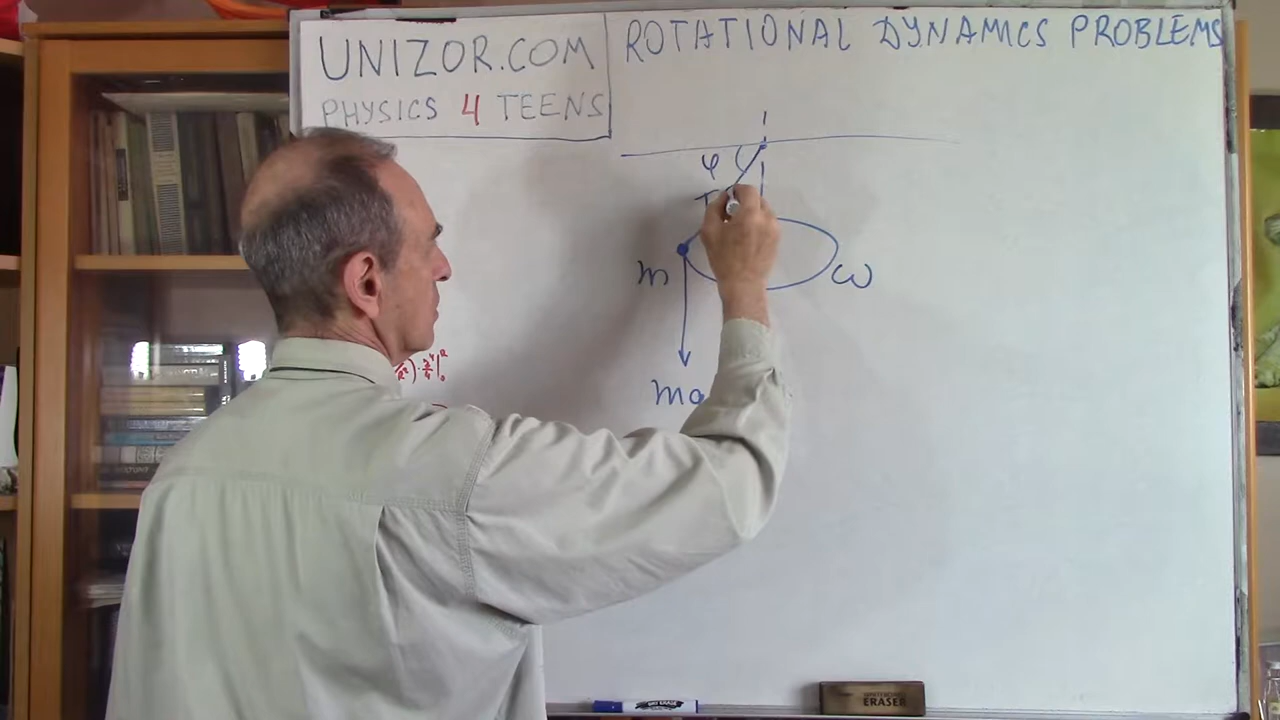 UNIZOR.COM
PHYSICS 4 TEENS
ROTATIONAL DYNAMICS PROBLEMS
φ
T
m
ω
ERASER